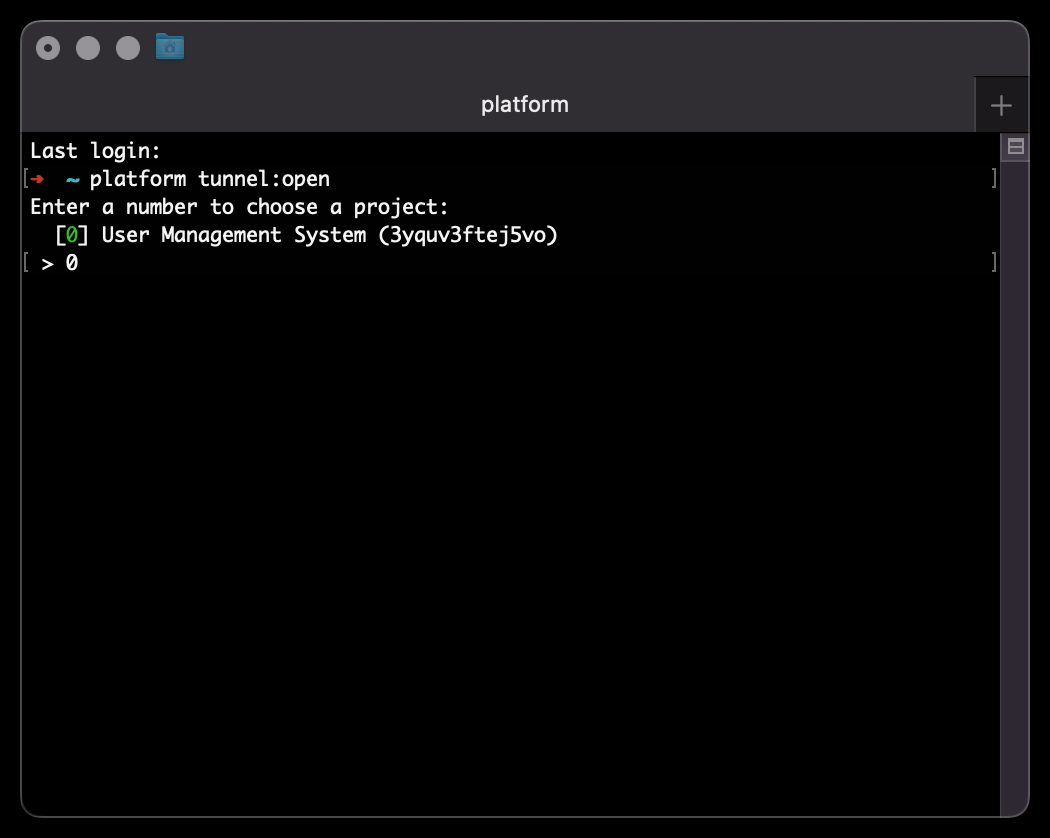 platform
Last login:
➜  ~ platform tunnel:open
Enter a number to choose a project:
  [0] User Management System (3yquv3ftej5vo)
 > 0